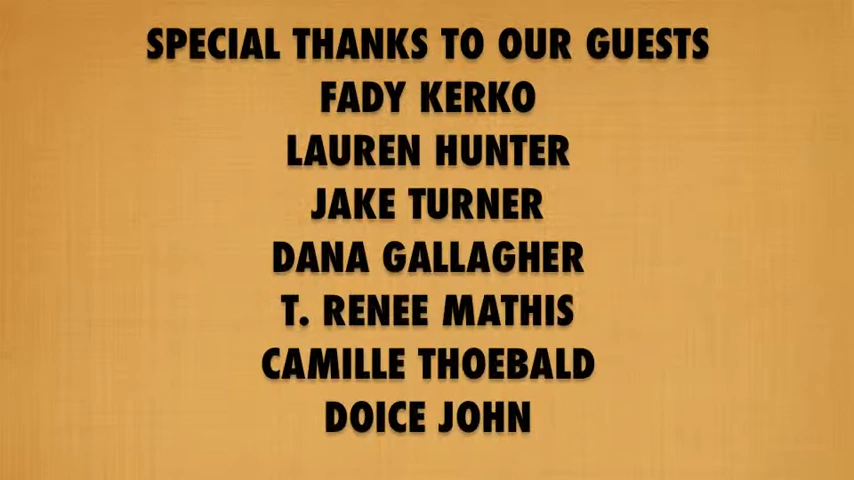 SPECIAL THANKS TO OUR GUESTS
FADY KERKO
LAUREN HUNTER
JAKE TURNER
DANA GALLAGHER
T. RENEE MATHIS
CAMILLE THOEBALD
DOICE JOHN